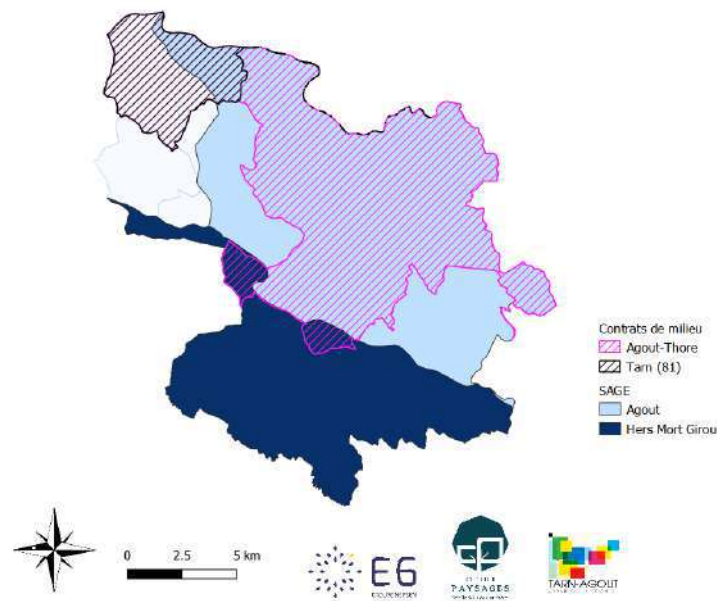 Contrats de milieu
Agout-Thore
Tarn (81)
SAGE
Agout
Hers Mort Girou
0 2.5 5 km
E6
PAYSAGES
TARN-AGOUT